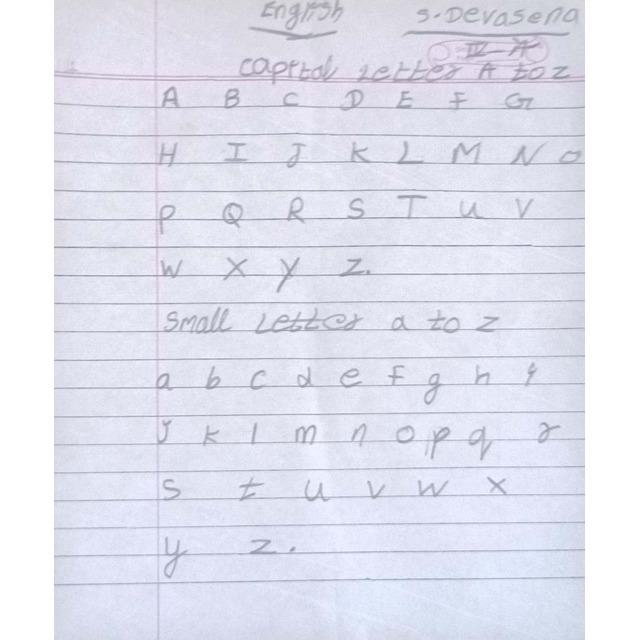 English S. Devasena
IV-A
Capital Letter A to Z
A B C D E F G
H I J K L M N O
P Q R S T U V
W X Y Z.
Small Letter a to z
a b c d e f g h i
j k l m n o p q r
s t u v w x
y z.